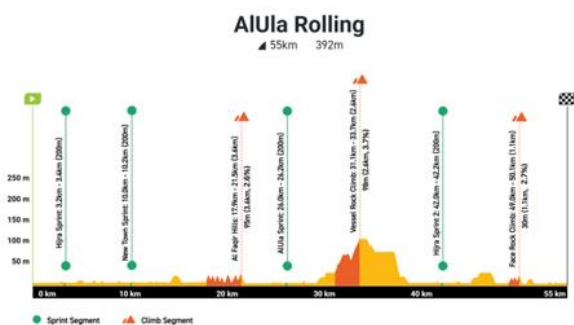 AlUla Rolling
55km 392m
Hijra Sprint: 3.2km - 3.4km (200m)
New Town Sprint: 10.0km - 10.2km (200m)
Al Faqir Hills: 17.9km - 21.5km (3.6km)
95m (3.6km, 2.6%)
AlUla Sprint: 26.0km - 26.2km (200m)
Vessel Rock Climb: 31.1km - 33.7km (2.6km)
98m (2.6km, 3.7%)
Hijra Sprint 2: 42.0km - 42.2km (200m)
Face Rock Climb: 49.0km - 50.1km (1.1km)
30m (1.1km, 2.7%)
250 m
200 m
150 m
100 m
50 m
0 km 10 km 20 km 30 km 40 km 55 km
Sprint Segment Climb Segment